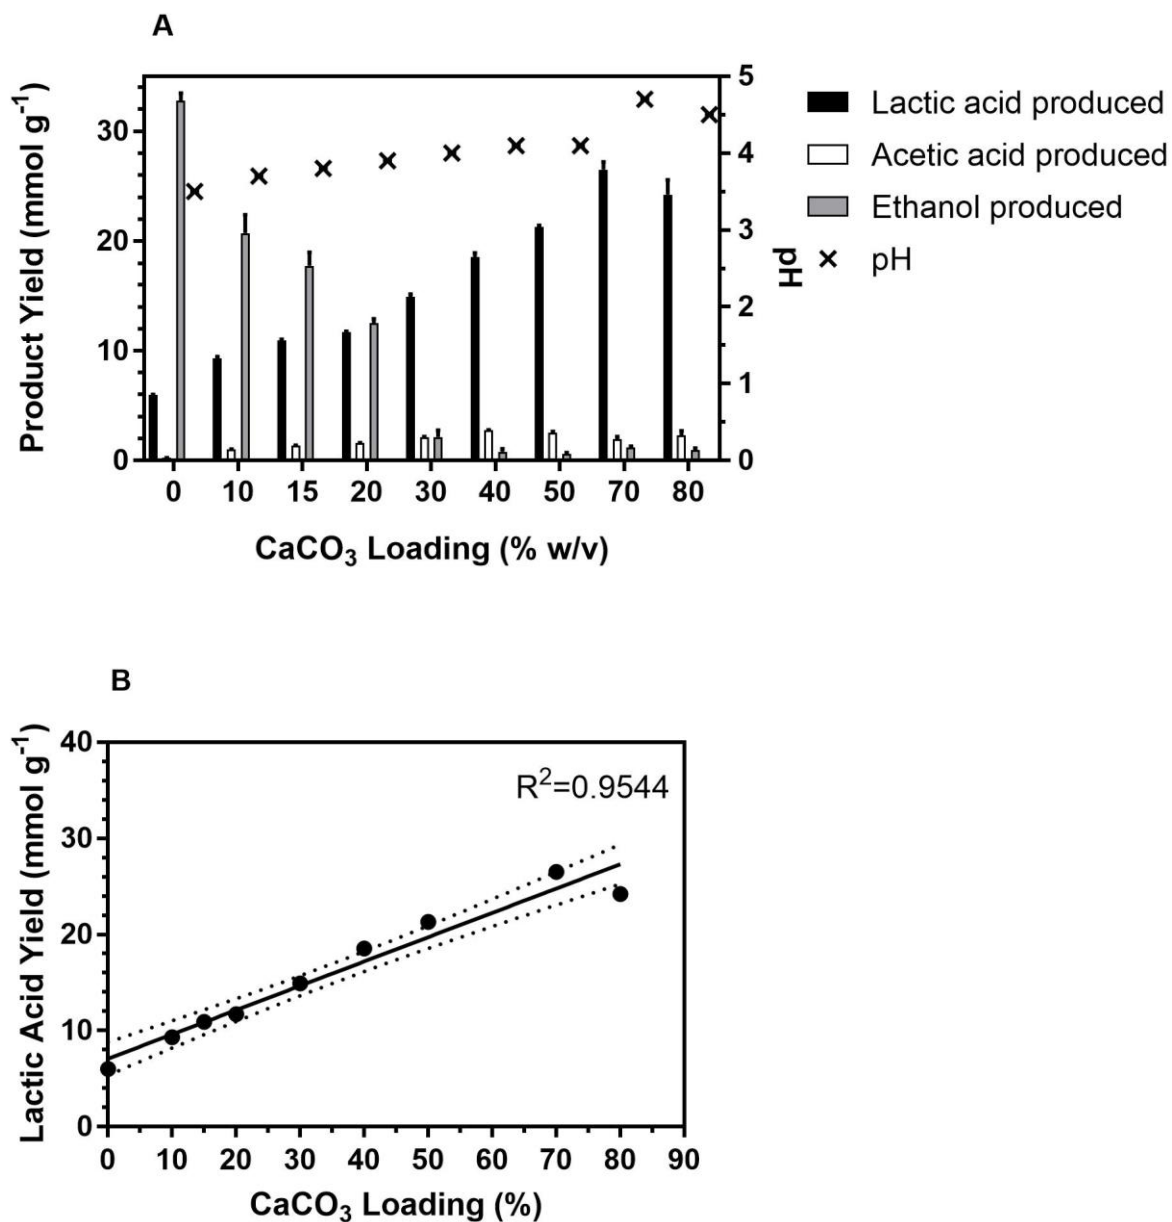 A
Product Yield (mmol g⁻¹)
30
20
10
0
5
4
3
2
1
0
pH
0 10 15 20 30 40 50 70 80
CaCO₃ Loading (% w/v)
Lactic acid produced
Acetic acid produced
Ethanol produced
pH
B
Lactic Acid Yield (mmol g⁻¹)
40
30
20
10
0
R²=0.9544
0 10 20 30 40 50 60 70 80 90
CaCO₃ Loading (%)